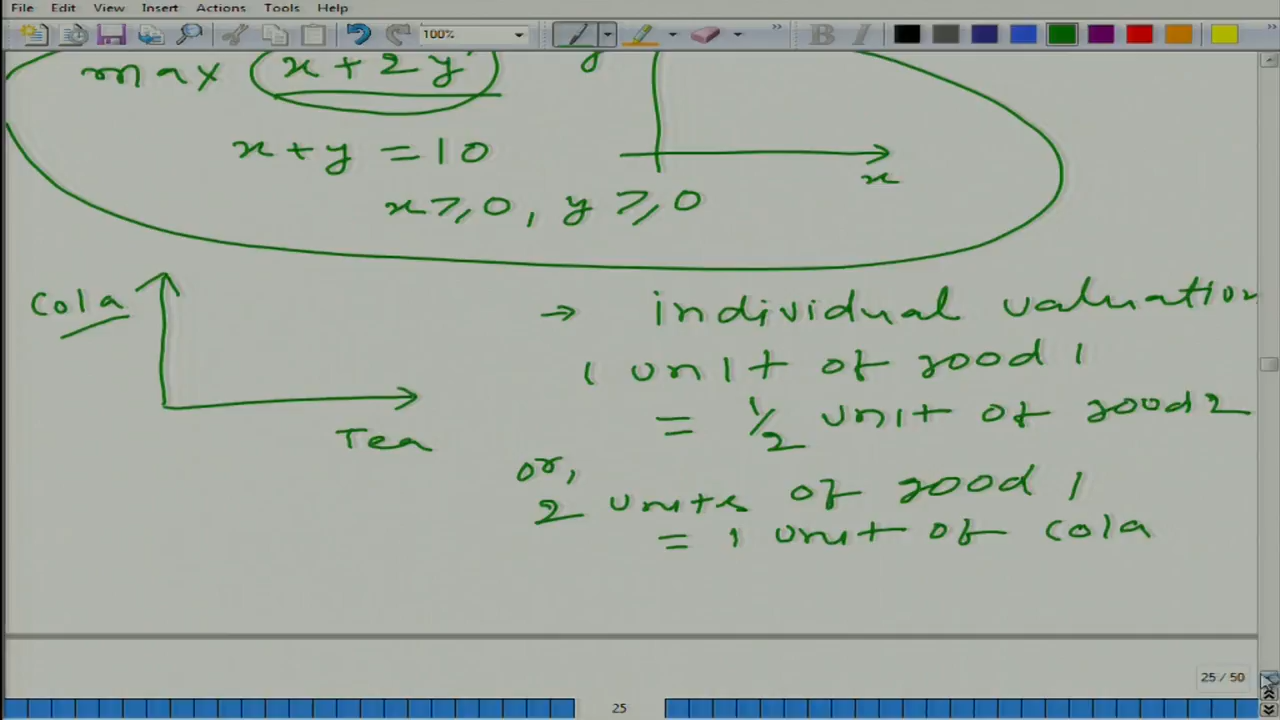 File Edit View Insert Actions Tools Help
100%
max (x + 2y) y
x + y = 10
x
x ≥ 0, y ≥ 0
Cola
Tea
→ individual valuation
1 unit of good 1
= 1/2 unit of good 2
or,
2 units of good 1
= 1 unit of cola
25 / 50
25